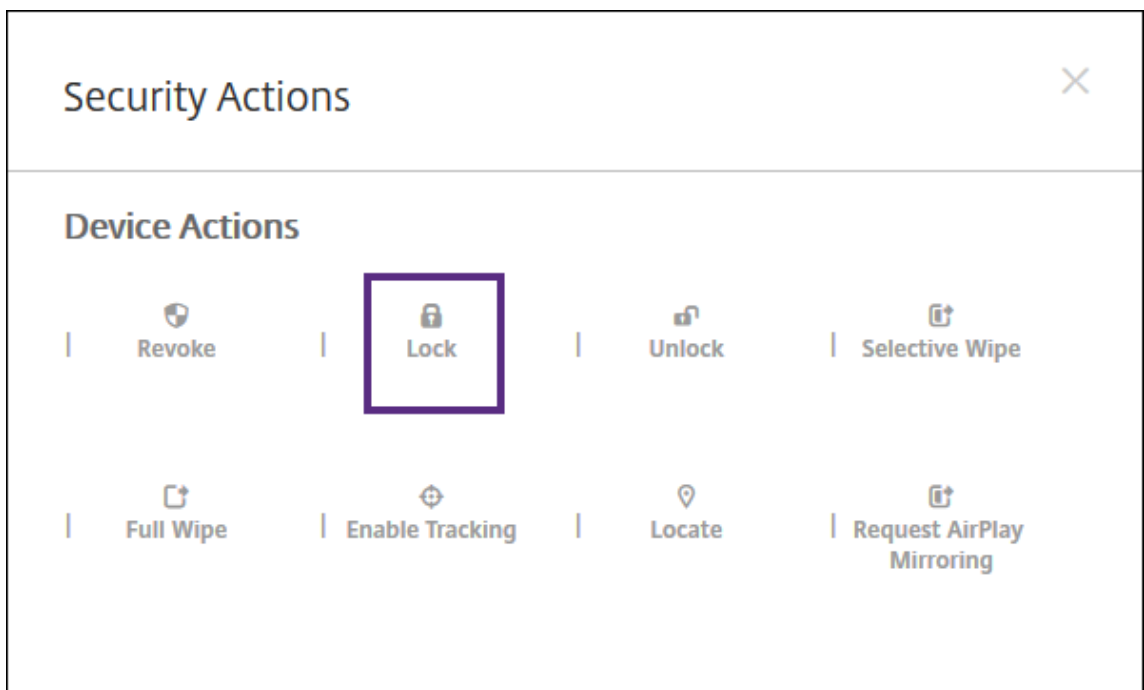 Security Actions
Device Actions
Revoke
Lock
Unlock
Selective Wipe
Full Wipe
Enable Tracking
Locate
Request AirPlay
Mirroring